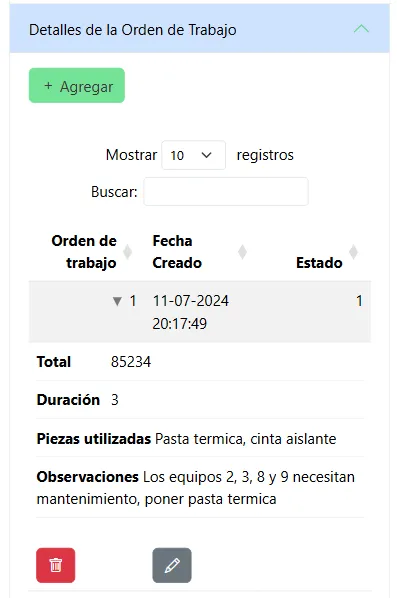 Detalles de la Orden de Trabajo
+ Agregar
Mostrar 10 registros
Buscar:
Orden de trabajo Fecha Creado Estado
1 11-07-2024 20:17:49 1
Total 85234
Duración 3
Piezas utilizadas Pasta termica, cinta aislante
Observaciones Los equipos 2, 3, 8 y 9 necesitan
mantenimiento, poner pasta termica